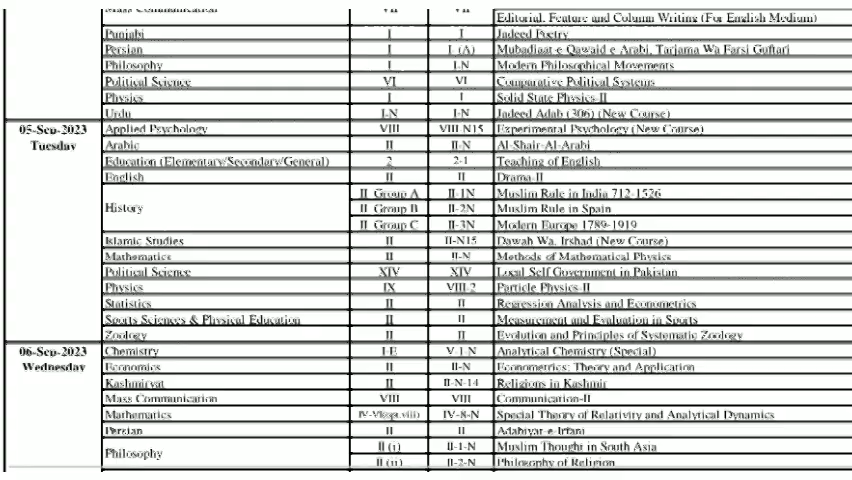 Mass Communication VII VII
Editorial, Feature and Column Writing (For English Medium)
Punjabi I I Jadeed Poetry
Persian I I (A) Mubadiaat-e-Qawaid-e-Arabi, Tarjama Wa Farsi Guftari
Philosophy I I-N Modern Philosophical Movements
Political Science VI VI Comparative Political Systems
Physics I I Solid State Physics-II
Urdu I-N I-N Jadeed Adab (306) (New Course)
05-Sep-2023 Applied Psychology VIII VIII-N15 Experimental Psychology (New Course)
Tuesday Arabic II II-N Al-Shair-Al-Arabi
Education (Elementary/Secondary/General) 2 2-1 Teaching of English
English II II Drama-II
II Group A II-1N Muslim Rule in India 712-1526
History II Group B II-2N Muslim Rule in Spain
II Group C II-3N Modern Europe 1789-1919
Islamic Studies II II-N15 Dawah Wa, Irshad (New Course)
Mathematics II II-N Methods of Mathematical Physics
Political Science XIV XIV Local Self Government in Pakistan
Physics IX VIII-2 Particle Physics-II
Statistics II II Regression Analysis and Econometrics
Sports Sciences & Physical Education II II Measurement and Evaluation in Sports
Zoology II II Evolution and Principles of Systematic Zoology
06-Sep-2023 Chemistry I-E V-1-N Analytical Chemistry (Special)
Wednesday Economics II II-N Econometrics: Theory and Application
Kashmiryat II II-N-14 Religions in Kashmir
Mass Communication VIII VIII Communication-II
Mathematics IV-VI(opt.viii) IV-8-N Special Theory of Relativity and Analytical Dynamics
Persian II II Adabiyat-e-Irfani
Philosophy II (i) II-1-N Muslim Thought in South Asia
II (ii) II-2-N Philosophy of Religion